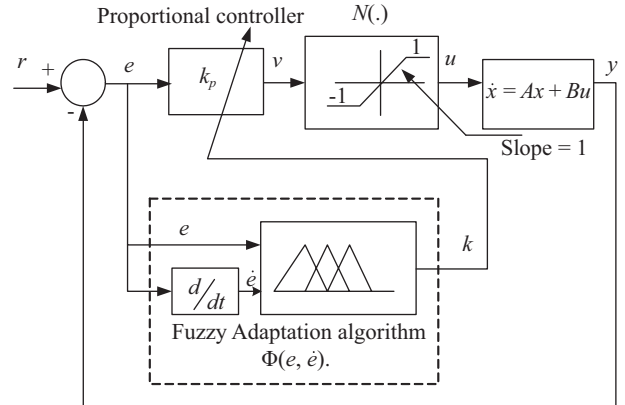 Proportional controller
N(.)
r
+
-
e
k_p
v
1
-1
u
ẋ = Ax + Bu
y
Slope = 1
e
k
d/dt
ė
Fuzzy Adaptation algorithm
Φ(e, ė).